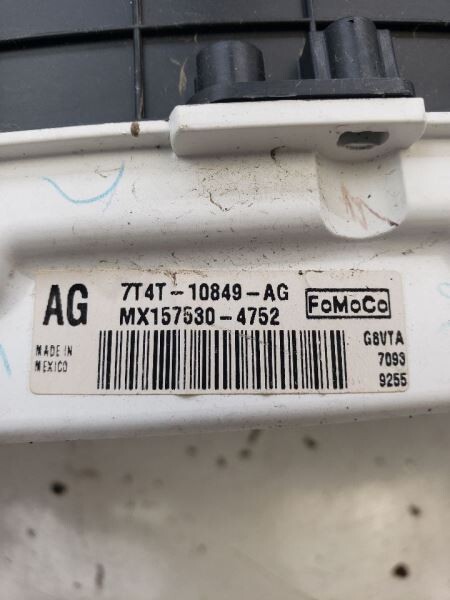 AG
7T4T-10849-AG
MX157530-4752
FoMoCo
MADE IN
MEXICO
G8VTA
7093
9255